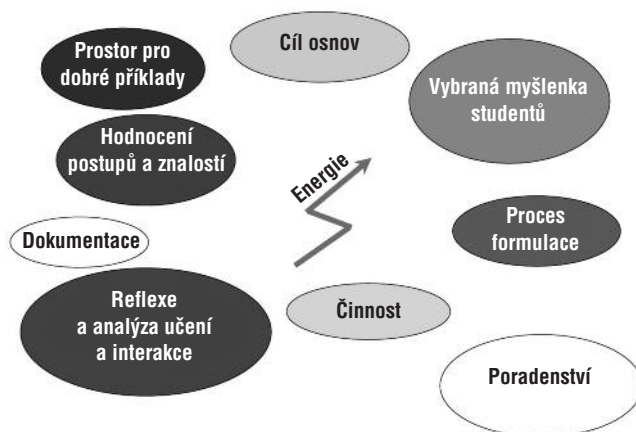 Prostor pro
dobré příklady
Cíl osnov
Vybraná myšlenka
studentů
Hodnocení
postupů a znalostí
Energie
Dokumentace
Proces
formulace
Reflexe
a analýza učení
a interakce
Činnost
Poradenství